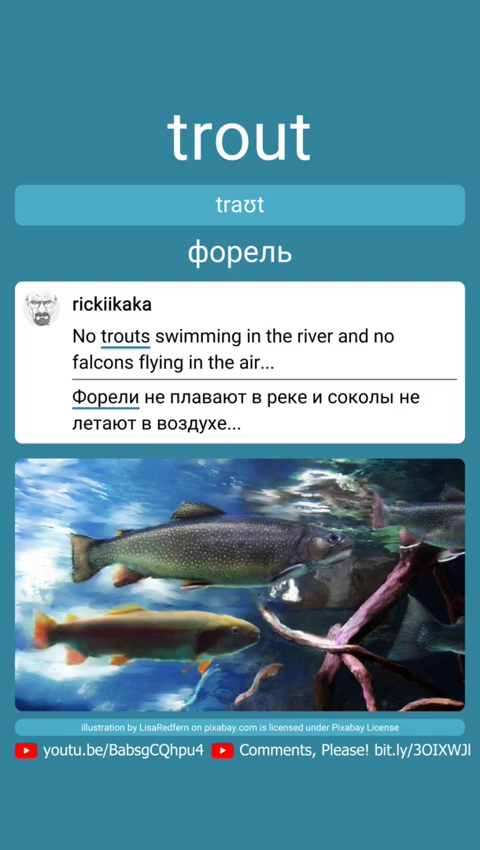 trout
traʊt
форель
rickiikaka
No trouts swimming in the river and no
falcons flying in the air...
Форели не плавают в реке и соколы не
летают в воздухе...
illustration by LisaRedfern on pixabay.com is licensed under Pixabay License
youtu.be/BabsgCQhpu4 Comments, Please! bit.ly/3OIXWJl